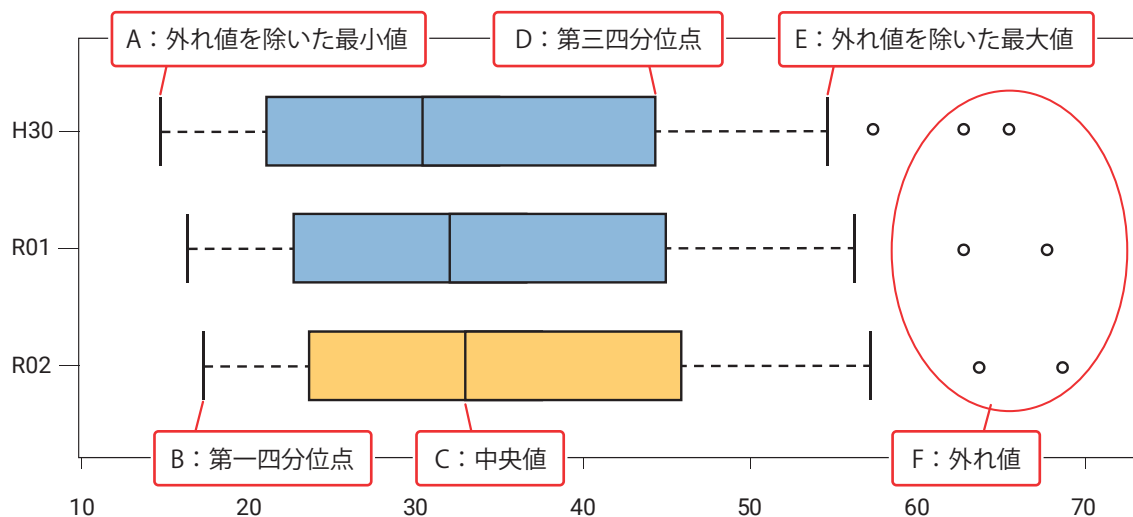 A：外れ値を除いた最小値
D：第三四分位点
E：外れ値を除いた最大値
H30
R01
R02
B：第一四分位点
C：中央値
F：外れ値
10 20 30 40 50 60 70